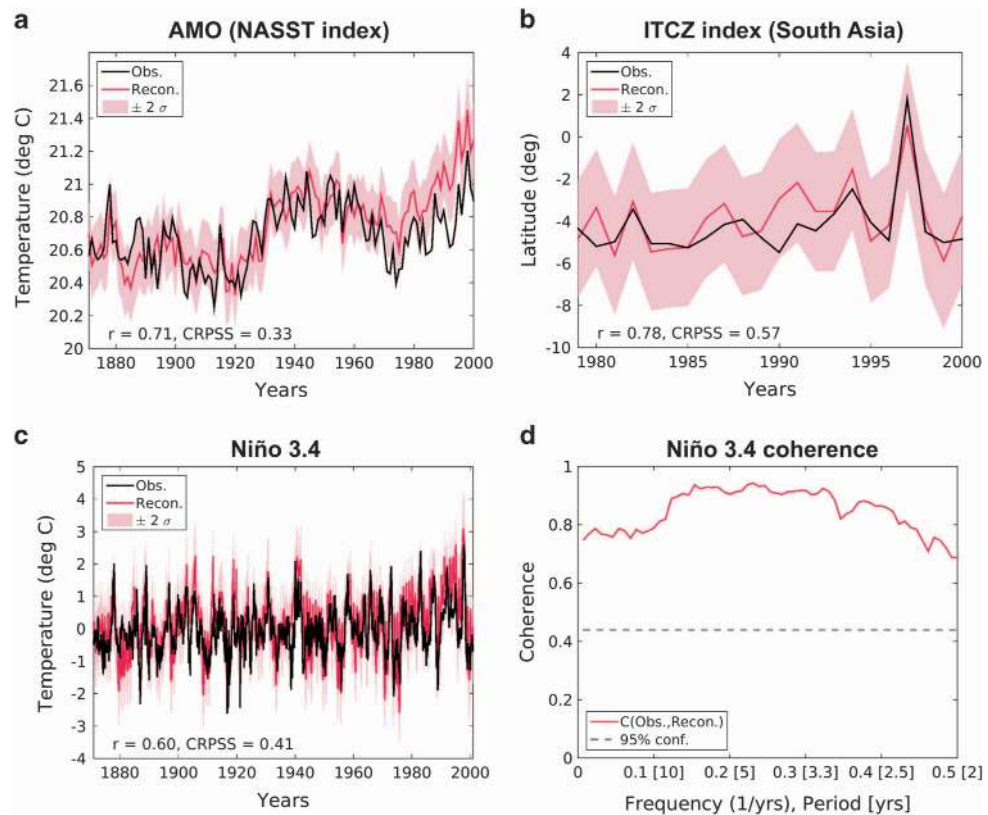 a
AMO (NASST index)
Obs.
Recon.
± 2 σ
21.6
21.4
21.2
21
20.8
20.6
20.4
20.2
20
Temperature (deg C)
r = 0.71, CRPSS = 0.33
1880 1900 1920 1940 1960 1980 2000
Years
b
ITCZ index (South Asia)
Obs.
Recon.
± 2 σ
4
2
0
-2
-4
-6
-8
-10
Latitude (deg)
r = 0.78, CRPSS = 0.57
1980 1985 1990 1995 2000
Years
c
Niño 3.4
Obs.
Recon.
± 2 σ
5
4
3
2
1
0
-1
-2
-3
-4
Temperature (deg C)
r = 0.60, CRPSS = 0.41
1880 1900 1920 1940 1960 1980 2000
Years
d
Niño 3.4 coherence
1
0.8
0.6
0.4
0.2
0
Coherence
C(Obs.,Recon.)
95% conf.
0 0.1 [10] 0.2 [5] 0.3 [3.3] 0.4 [2.5] 0.5 [2]
Frequency (1/yrs), Period [yrs]